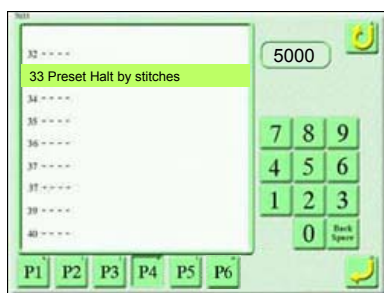 32 - - - -
5000
33 Preset Halt by stitches
34 - - - -
35 - - - -
36 - - - -
37 - - - -
37 - - - -
39 - - - -
40 - - - -
7 8 9
4 5 6
1 2 3
0 Back Space
P1 P2 P3 P4 P5 P6